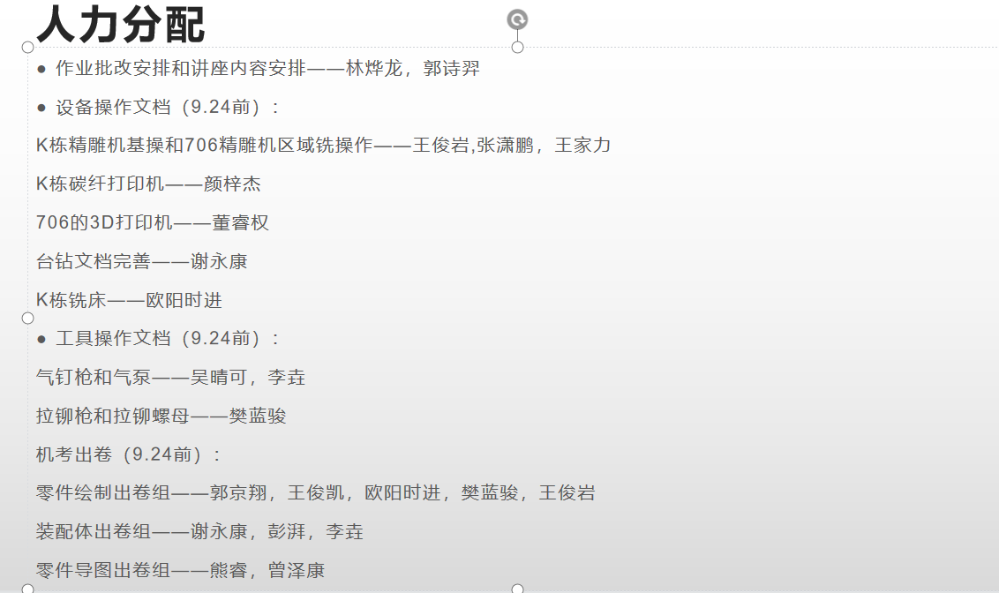 人力分配
● 作业批改安排和讲座内容安排——林烨龙，郭诗羿
● 设备操作文档（9.24前）：
K栋精雕机基操和706精雕机区域铣操作——王俊岩,张潇鹏，王家力
K栋碳纤打印机——颜梓杰
706的3D打印机——董睿权
台钻文档完善——谢永康
K栋铣床——欧阳时进
● 工具操作文档（9.24前）：
气钉枪和气泵——吴晴可，李垚
拉铆枪和拉铆螺母——樊蓝骏
机考出卷（9.24前）：
零件绘制出卷组——郭京翔，王俊凯，欧阳时进，樊蓝骏，王俊岩
装配体出卷组——谢永康，彭湃，李垚
零件导图出卷组——熊睿，曾泽康